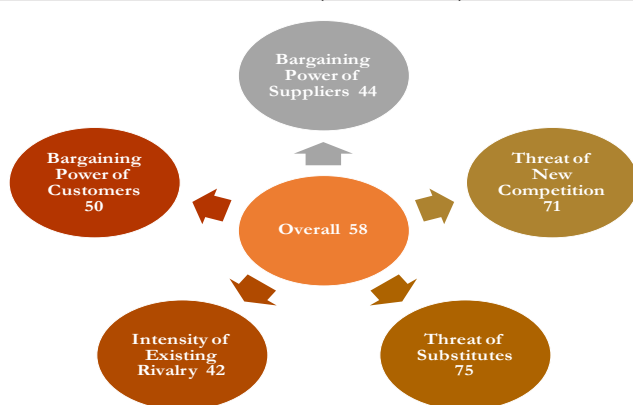 Bargaining
Power of
Suppliers 44
Bargaining
Power of
Customers
50
Threat of
New
Competition
71
Overall 58
Intensity of
Existing
Rivalry 42
Threat of
Substitutes
75